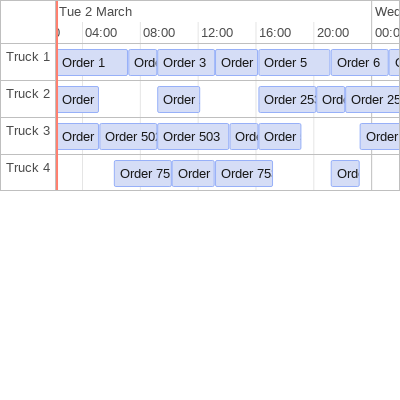 Tue 2 March Wed
0 04:00 08:00 12:00 16:00 20:00 00:0
Truck 1 Order 1 Orde Order 3 Order Order 5 Order 6
Truck 2 Order Order Order 25 Ord Order 25
Truck 3 Order Order 50 Order 503 Ord Order Order
Truck 4 Order 75 Order Order 75 Ord